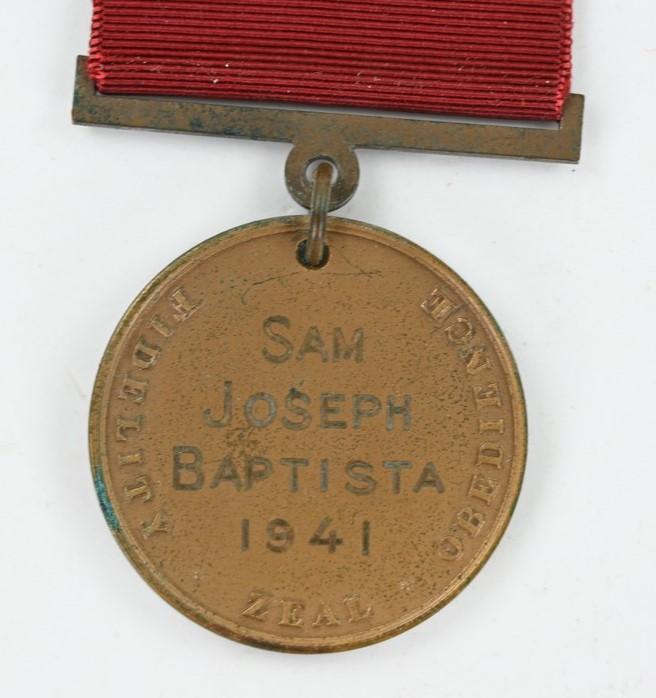 SAM
JOSEPH
BAPTISTA
1941
FIDELITY
ZEAL
OBEDIENCE